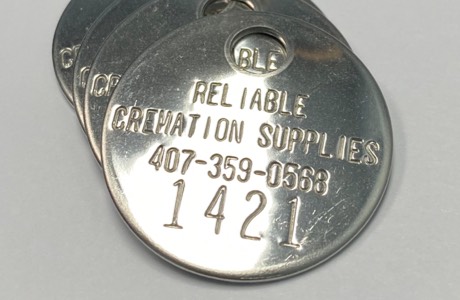 BLE
RELIABLE
CREMATION SUPPLIES
407-359-0568
1421